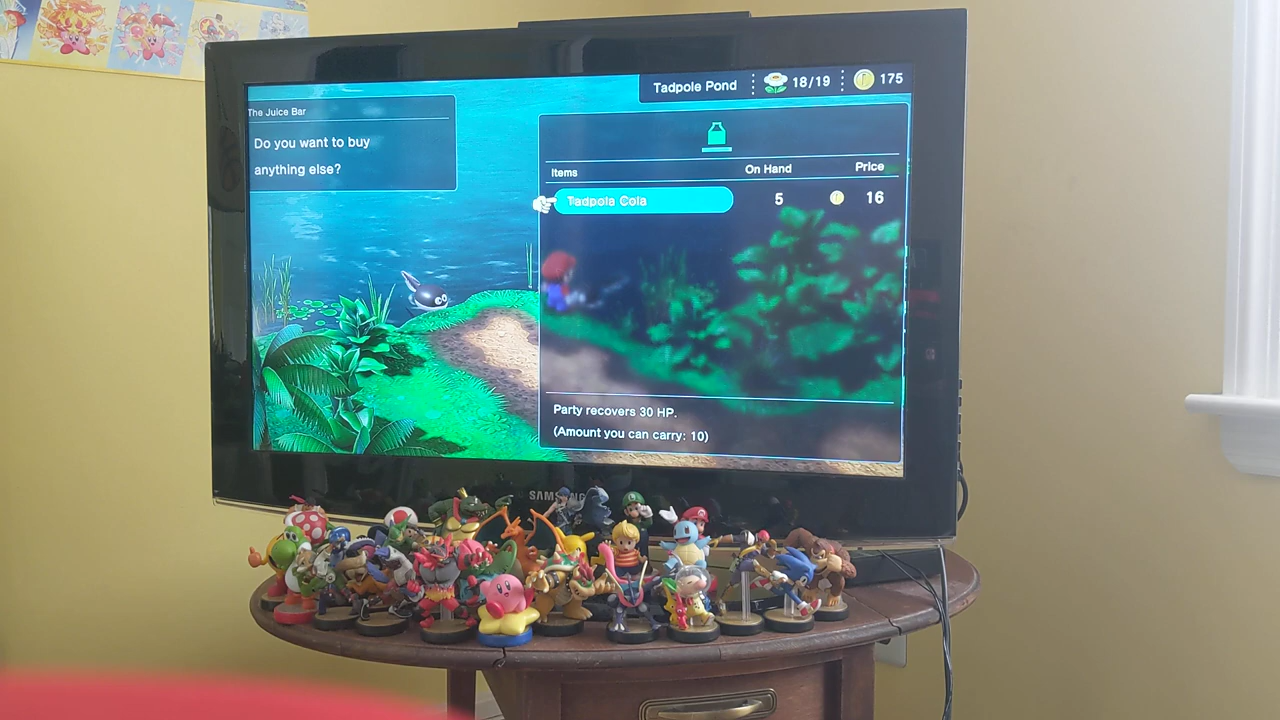 Tadpole Pond
18/19
175
The Juice Bar
Do you want to buy
anything else?
Items
On Hand
Price
Tadpola Cola
5
16
Party recovers 30 HP.
(Amount you can carry: 10)
SAMSUNG